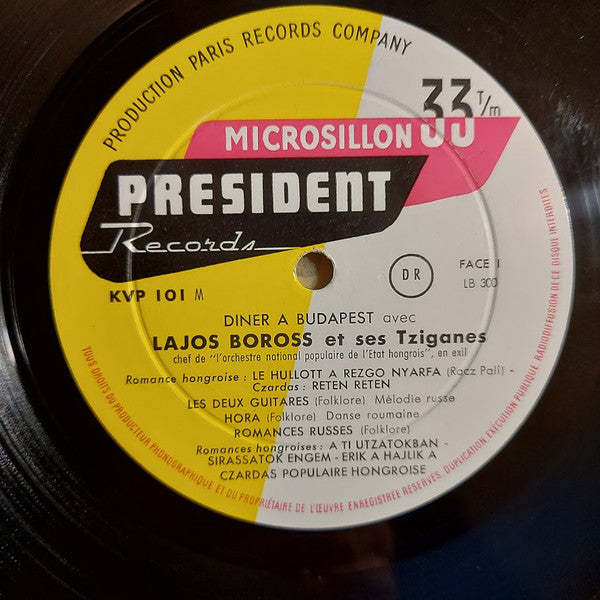 PRODUCTION PARIS RECORDS COMPANY
33 T/m
MICROSILLON
PRESIDENT
Records
KVP 101 M
DR
FACE 1
LB 300
DINER A BUDAPEST avec
LAJOS BOROSS et ses Tziganes
chef de "l'orchestre national populaire de l'Etat hongrois", en exil
Romance hongroise : LE HULLOTT A REZGO NYARFA (Racz Pali) -
Czardas : RETEN RETEN
LES DEUX GUITARES (Folklore) Mélodie russe
HORA (Folklore) Danse roumaine
ROMANCES RUSSES (Folklore)
Romances hongroises : A TI UTZATOKBAN -
SIRASSATOK ENGEM - ERIK A HAJLIK A
CZARDAS POPULAIRE HONGROISE
TOUS DROITS DU PRODUCTEUR PHONOGRAPHIQUE ET DU PROPRIÉTAIRE DE L'ŒUVRE ENREGISTRÉE RÉSERVÉS. DUPLICATION EXÉCUTION PUBLIQUE RADIODIFFUSION DE CE DISQUE INTERDITES